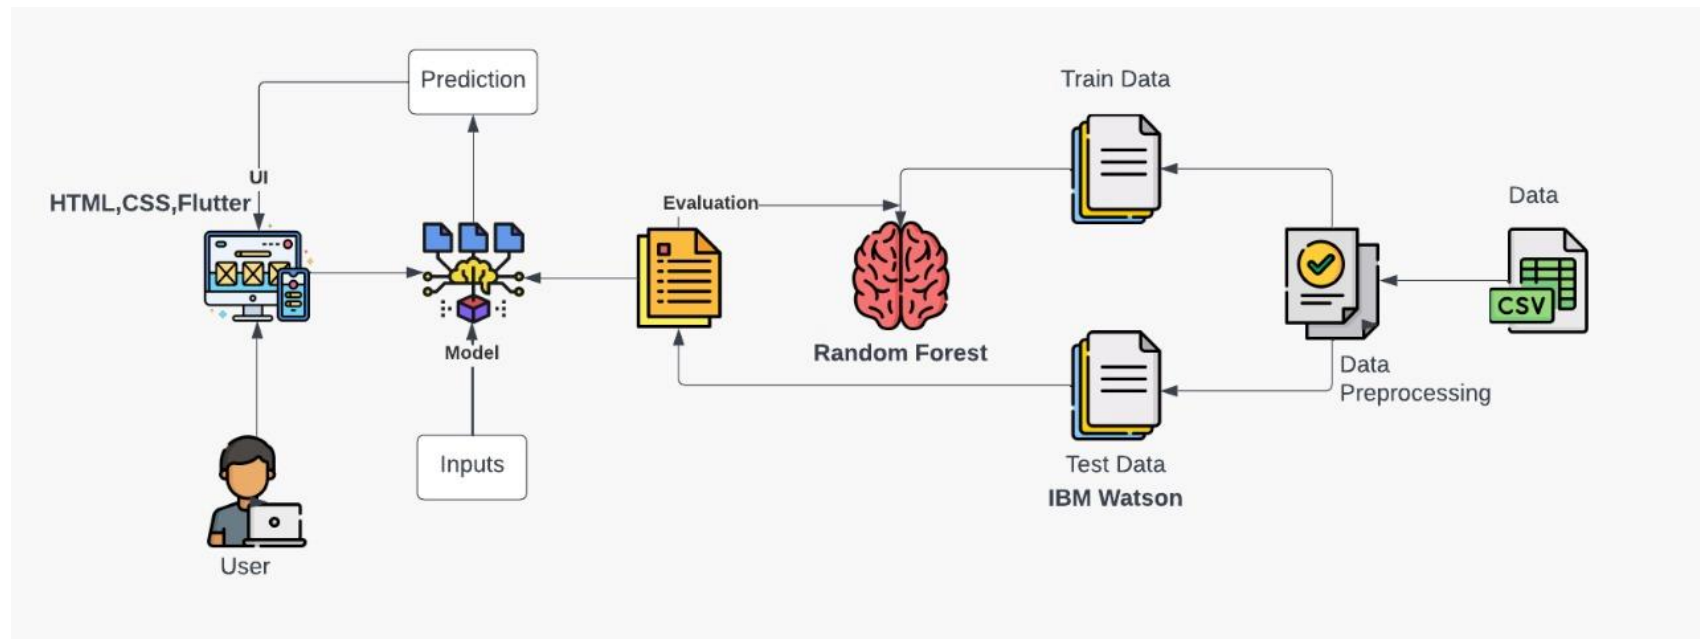 Prediction
Train Data
UI
HTML,CSS,Flutter
Evaluation
Data
CSV
Model
Random Forest
Data
Preprocessing
Inputs
Test Data
IBM Watson
User